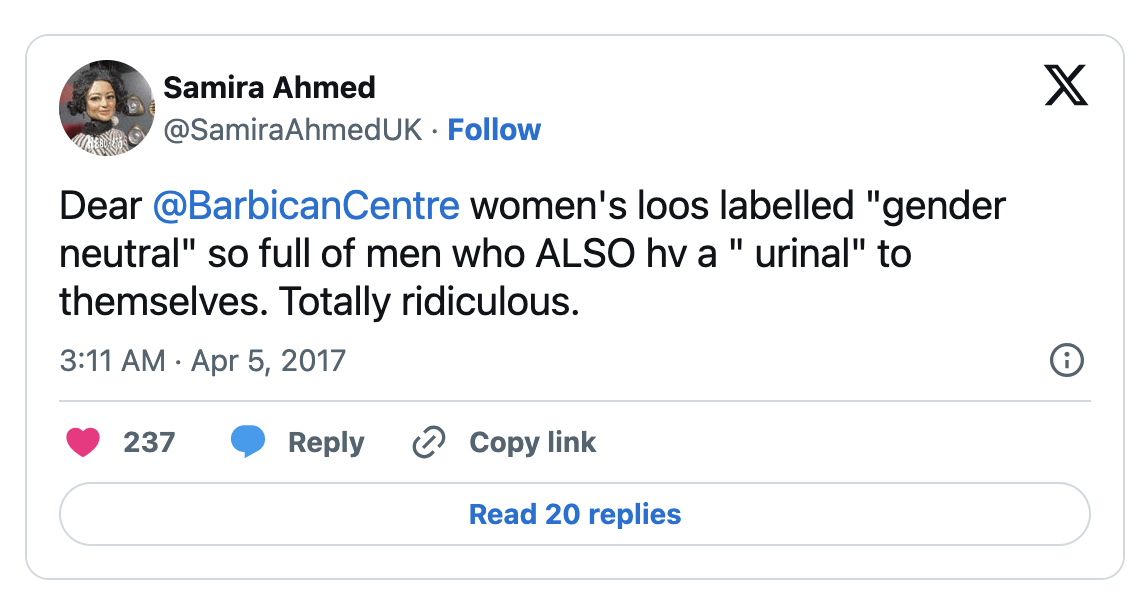 Samira Ahmed
@SamiraAhmedUK · Follow
Dear @BarbicanCentre women's loos labelled "gender
neutral" so full of men who ALSO hv a " urinal" to
themselves. Totally ridiculous.
3:11 AM · Apr 5, 2017
237 Reply Copy link
Read 20 replies